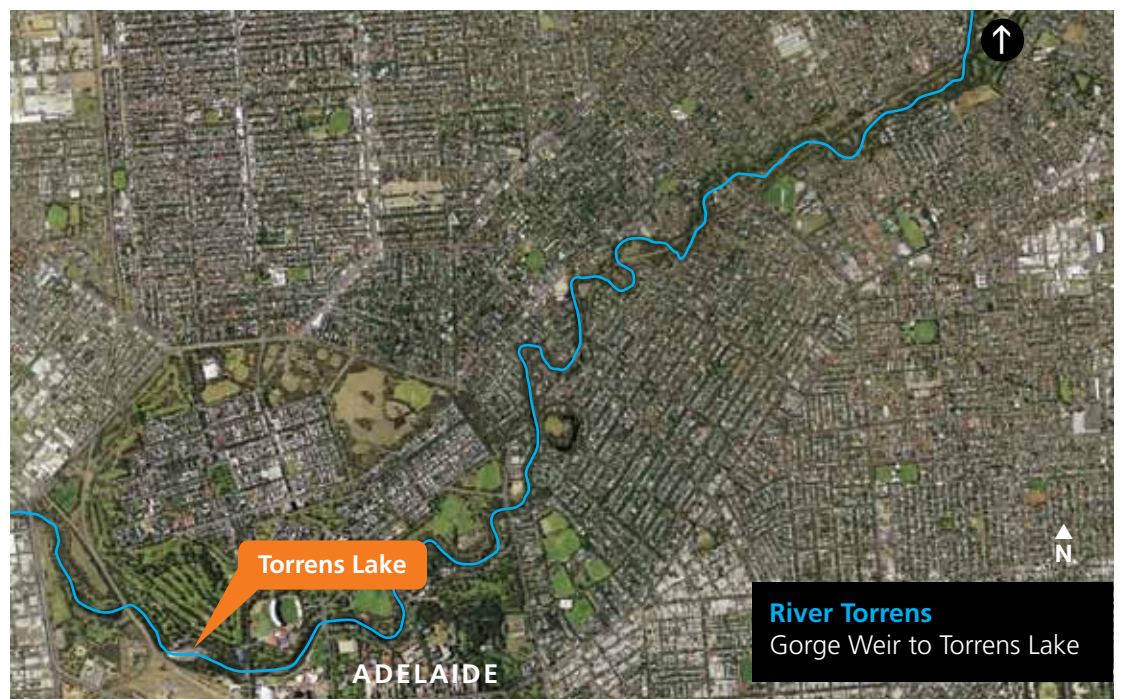 Torrens Lake
N
River Torrens
Gorge Weir to Torrens Lake
ADELAIDE